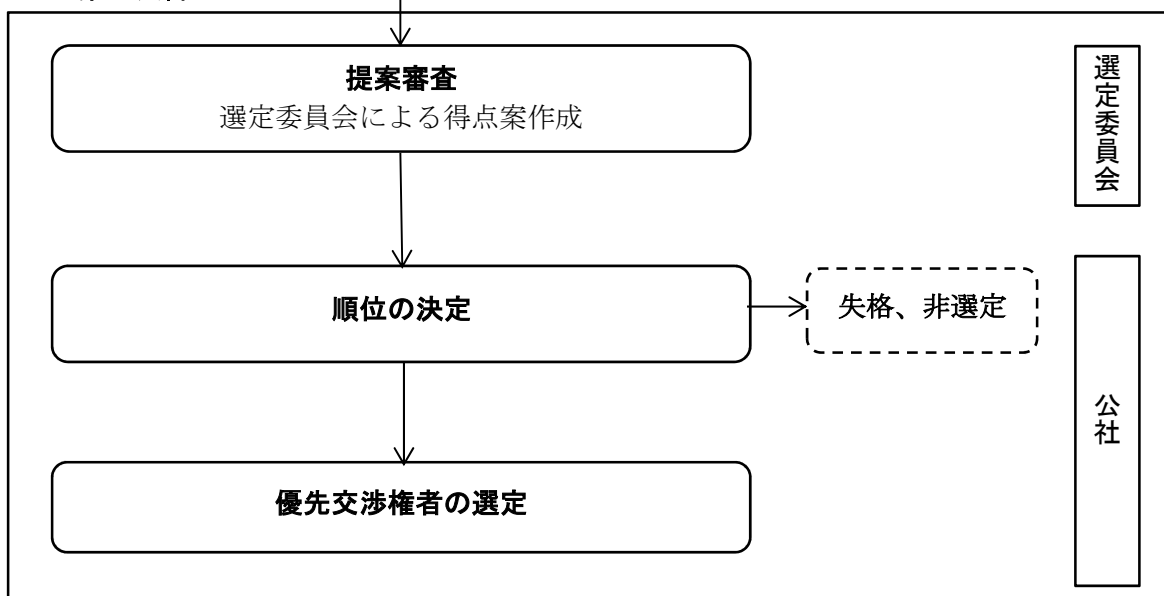 提案審査
選定委員会による得点案作成
選定委員会
順位の決定
失格、非選定
公社
優先交渉権者の選定